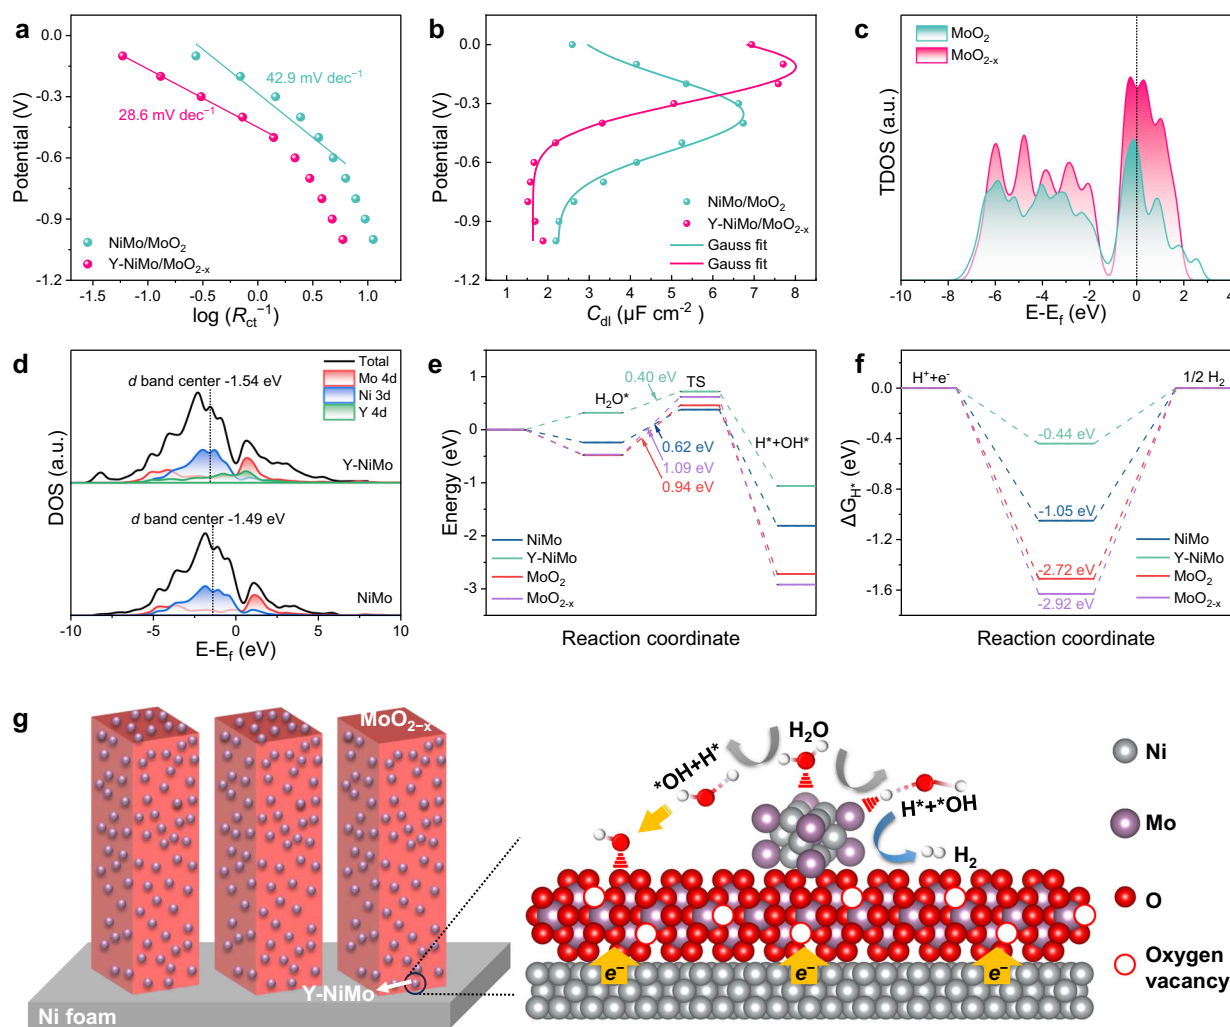 a
0.0
-0.3
-0.6
-0.9
-1.2
Potential (V)
42.9 mV dec⁻¹
28.6 mV dec⁻¹
NiMo/MoO₂
Y-NiMo/MoO₂₋ₓ
-1.5
-1.0
-0.5
0.0
0.5
1.0
log (R_ct⁻¹)
b
0.0
-0.3
-0.6
-0.9
-1.2
Potential (V)
NiMo/MoO₂
Y-NiMo/MoO₂₋ₓ
Gauss fit
Gauss fit
1
2
3
4
5
6
7
8
C_dl (μF cm⁻²)
c
MoO₂
MoO₂₋ₓ
TDOS (a.u.)
-10
-8
-6
-4
-2
0
2
4
E-E_f (eV)
d
Total
Mo 4d
Ni 3d
Y 4d
d band center -1.54 eV
Y-NiMo
d band center -1.49 eV
NiMo
DOS (a.u.)
-10
-5
0
5
10
E-E_f (eV)
e
1
0
-1
-2
-3
Energy (eV)
H₂O*
0.40 eV
TS
0.62 eV
1.09 eV
0.94 eV
H*+OH*
NiMo
Y-NiMo
MoO₂
MoO₂₋ₓ
Reaction coordinate
f
0.0
-0.4
-0.8
-1.2
-1.6
ΔG_H* (eV)
H⁺+e⁻
1/2 H₂
-0.44 eV
-1.05 eV
-2.72 eV
-2.92 eV
NiMo
Y-NiMo
MoO₂
MoO₂₋ₓ
Reaction coordinate
g
MoO₂₋ₓ
Y-NiMo
Ni foam
H₂O
*OH+H*
H*+*OH
H₂
e⁻
e⁻
e⁻
Ni
Mo
O
Oxygen
vacancy